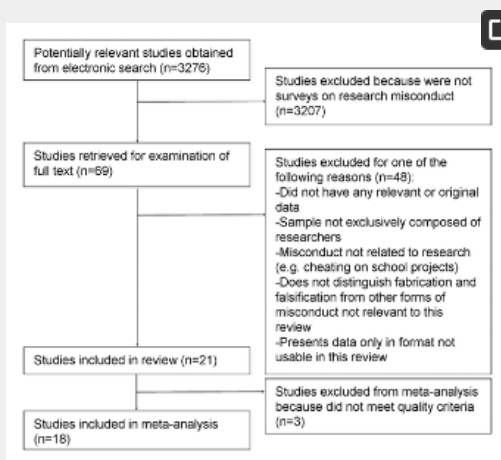 Potentially relevant studies obtained
from electronic search (n=3276)
Studies excluded because were not
surveys on research misconduct
(n=3207)
Studies retrieved for examination of
full text (n=69)
Studies excluded for one of the
following reasons (n=48):
-Did not have any relevant or original
data
-Sample not exclusively composed of
researchers
-Misconduct not related to research
(e.g. cheating on school projects)
-Does not distinguish fabrication and
falsification from other forms of
misconduct not relevant to this
review
-Presents data only in format not
usable in this review
Studies included in review (n=21)
Studies excluded from meta-analysis
because did not meet quality criteria
(n=3)
Studies included in meta-analysis
(n=18)